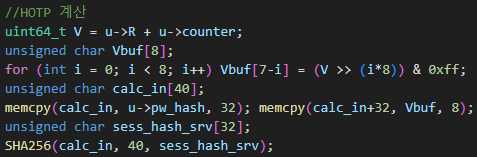 //HOTP 계산
uint64_t V = u->R + u->counter;
unsigned char Vbuf[8];
for (int i = 0; i < 8; i++) Vbuf[7-i] = (V >> (i*8)) & 0xff;
unsigned char calc_in[40];
memcpy(calc_in, u->pw_hash, 32); memcpy(calc_in+32, Vbuf, 8);
unsigned char sess_hash_srv[32];
SHA256(calc_in, 40, sess_hash_srv);